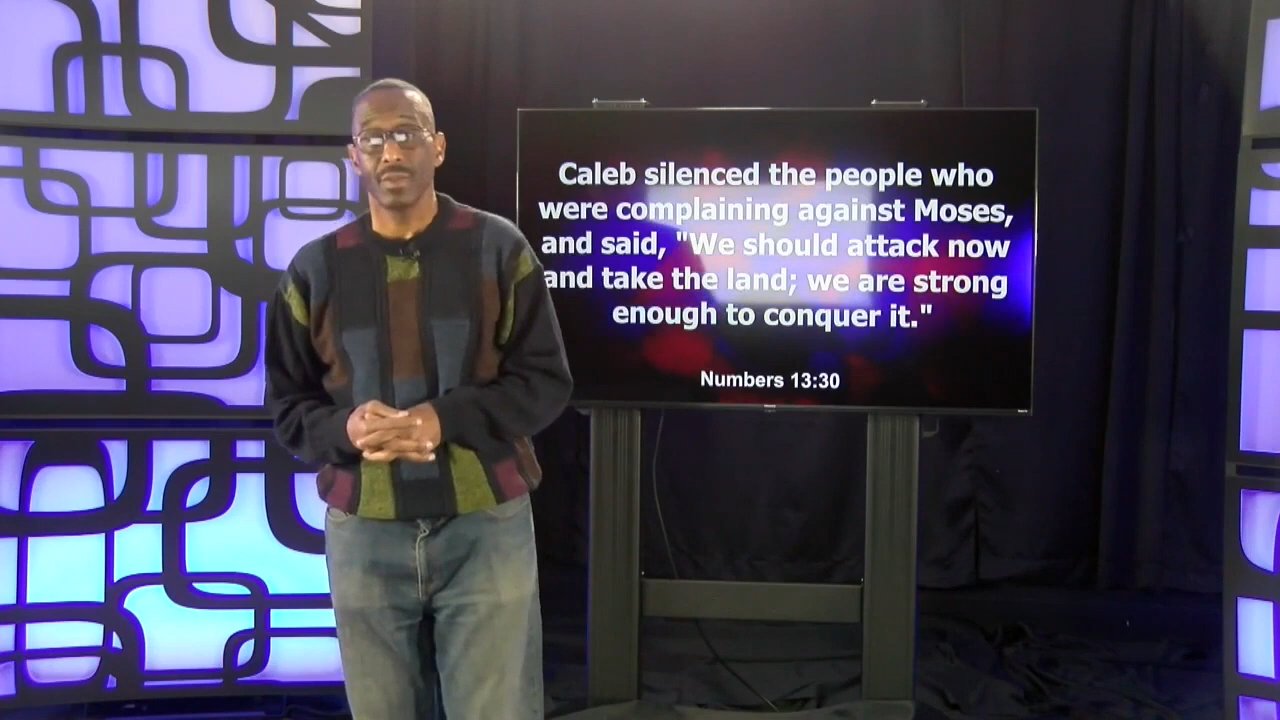 Caleb silenced the people who
were complaining against Moses,
and said, "We should attack now
and take the land; we are strong
enough to conquer it."
Numbers 13:30